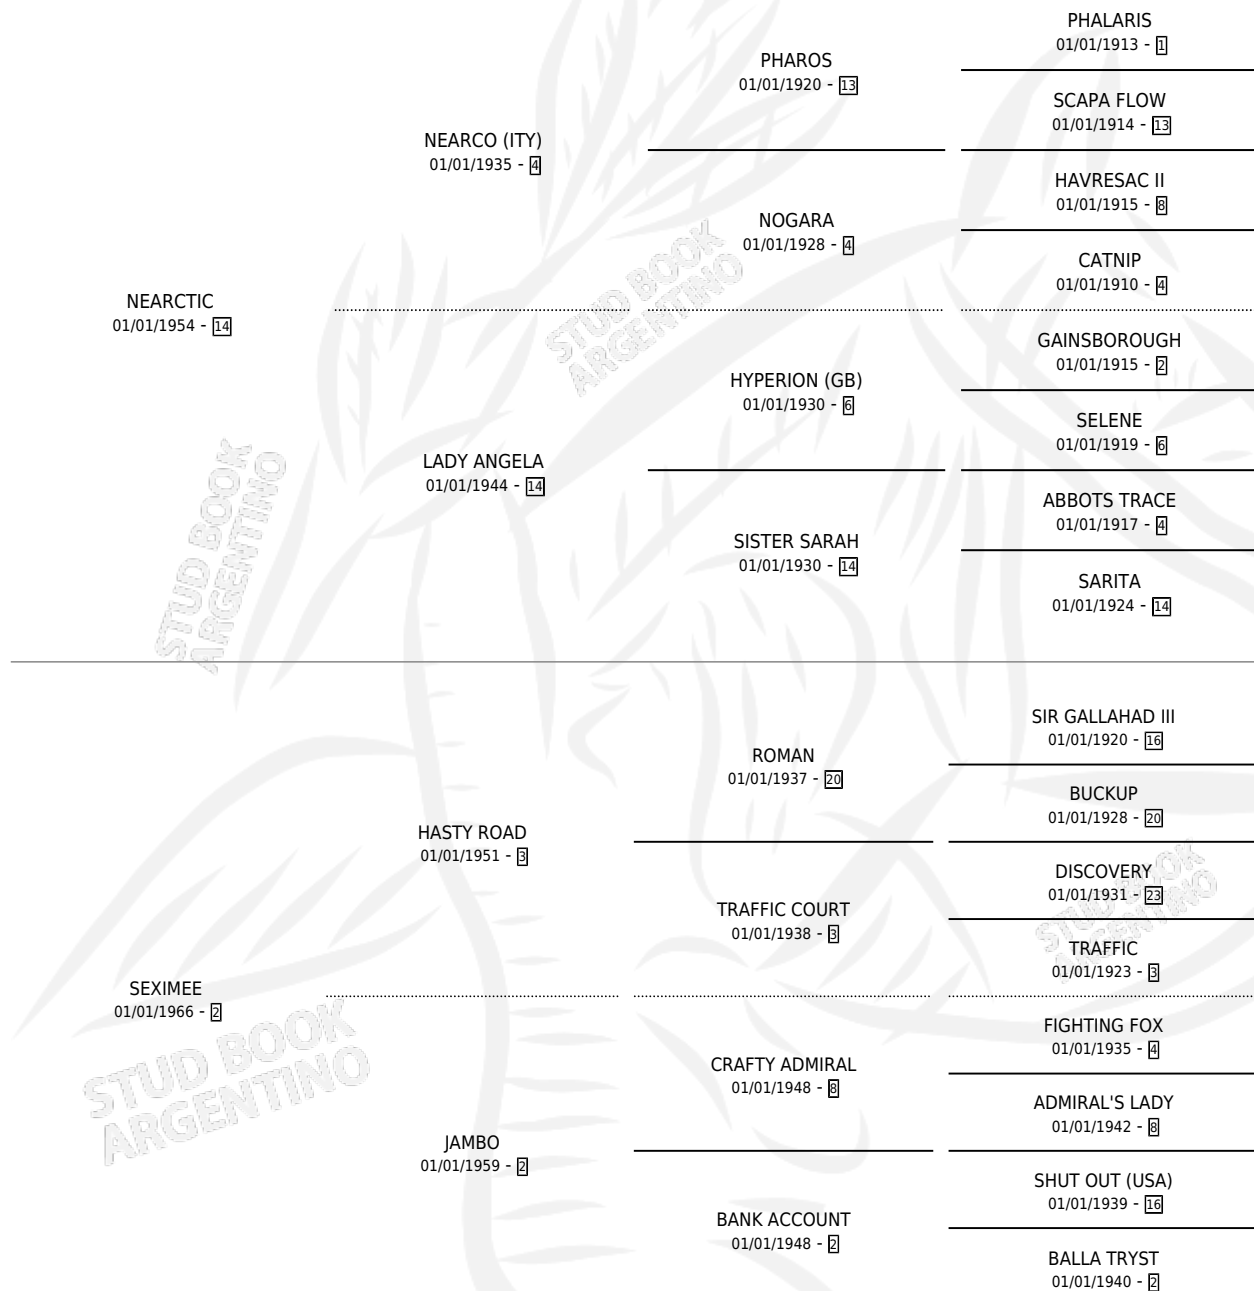 PHALARIS
01/01/1913 - 1
PHAROS
01/01/1920 - 13
SCAPA FLOW
01/01/1914 - 13
NEARCO (ITY)
01/01/1935 - 4
HAVRESAC II
01/01/1915 - 8
NOGARA
01/01/1928 - 4
CATNIP
01/01/1910 - 4
NEARCTIC
01/01/1954 - 14
STUD BOOK
ARGENTINO
GAINSBOROUGH
01/01/1915 - 2
HYPERION (GB)
01/01/1930 - 6
SELENE
01/01/1919 - 6
LADY ANGELA
01/01/1944 - 14
ABBOTS TRACE
01/01/1917 - 4
SISTER SARAH
01/01/1930 - 14
SARITA
01/01/1924 - 14
STUD BOOK
ARGENTINO
SIR GALLAHAD III
01/01/1920 - 16
ROMAN
01/01/1937 - 20
BUCKUP
01/01/1928 - 20
HASTY ROAD
01/01/1951 - 3
DISCOVERY
01/01/1931 - 23
TRAFFIC COURT
01/01/1938 - 3
STUD BOOK
ARGENTINO
TRAFFIC
01/01/1923 - 3
SEXIMEE
01/01/1966 - 2
FIGHTING FOX
01/01/1935 - 4
CRAFTY ADMIRAL
01/01/1948 - 8
STUD BOOK
ARGENTINO
ADMIRAL'S LADY
01/01/1942 - 8
JAMBO
01/01/1959 - 2
SHUT OUT (USA)
01/01/1939 - 16
BANK ACCOUNT
01/01/1948 - 2
BALLA TRYST
01/01/1940 - 2